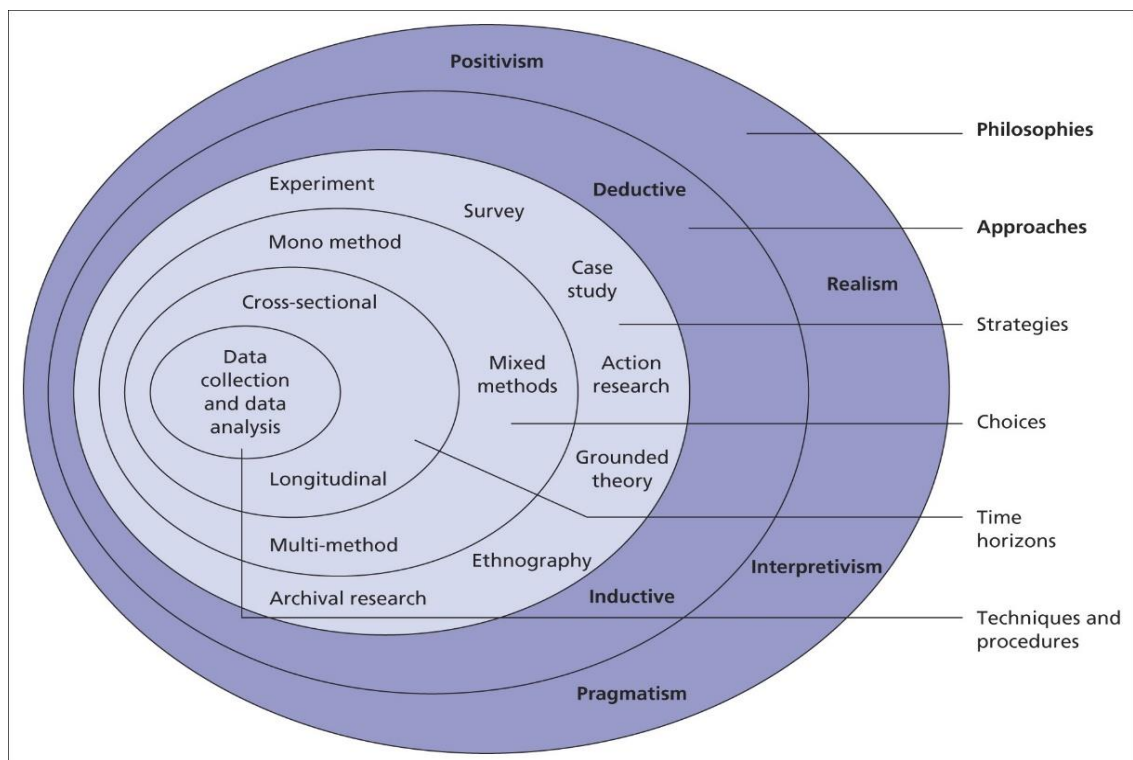 Positivism
Philosophies
Experiment
Deductive
Survey
Approaches
Mono method
Case
study
Realism
Cross-sectional
Strategies
Data
collection
and data
analysis
Mixed
methods
Action
research
Choices
Longitudinal
Grounded
theory
Time
horizons
Multi-method
Ethnography
Interpretivism
Archival research
Inductive
Techniques and
procedures
Pragmatism